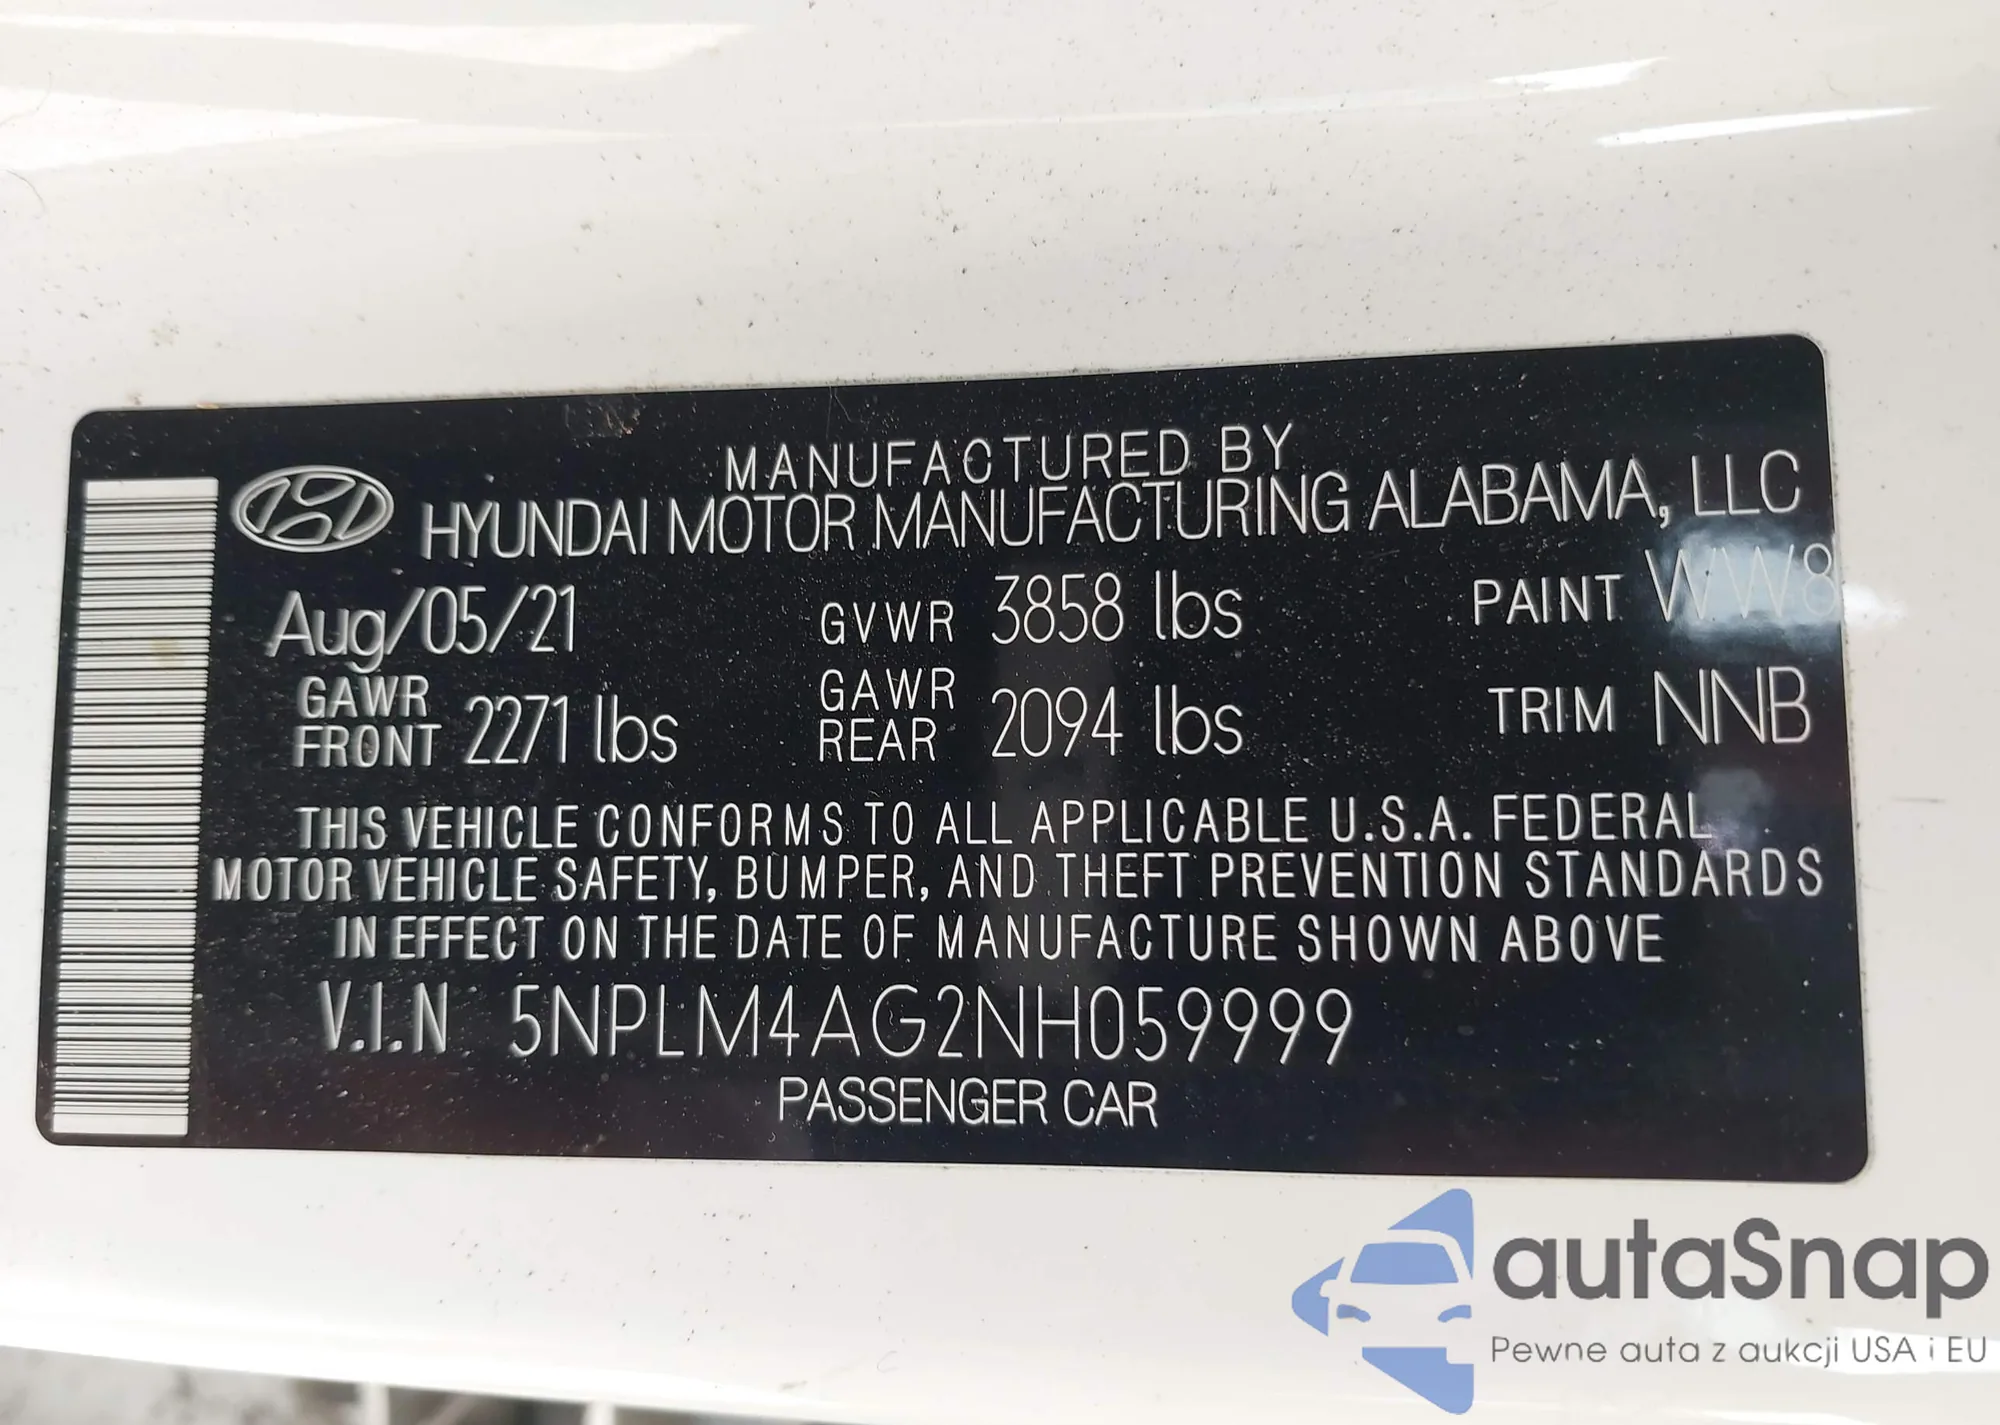 MANUFACTURED BY
HYUNDAI MOTOR MANUFACTURING ALABAMA, LLC
Aug/05/21 GVWR 3858 lbs PAINT WW8
GAWR FRONT 2271 lbs GAWR REAR 2094 lbs TRIM NNB
THIS VEHICLE CONFORMS TO ALL APPLICABLE U.S.A. FEDERAL
MOTOR VEHICLE SAFETY, BUMPER, AND THEFT PREVENTION STANDARDS
IN EFFECT ON THE DATE OF MANUFACTURE SHOWN ABOVE
V.I.N 5NPLM4AG2NH059999
PASSENGER CAR
autaSnap
Pewne auta z aukcji USA i EU